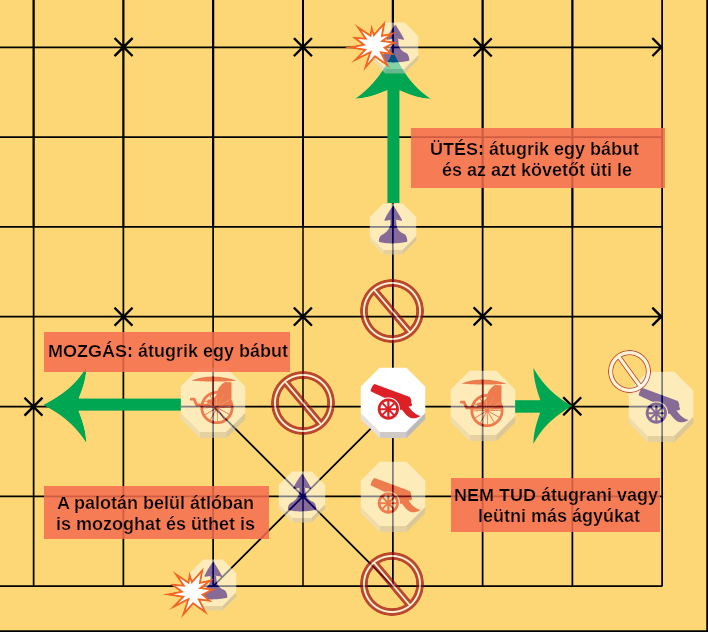 ÜTÉS: átugrik egy bábut
és az azt követőt üti le
MOZGÁS: átugrik egy bábut
A palotán belül átlóban
is mozoghat és üthet is
NEM TUD átugrani vagy
leütni más ágyúkat